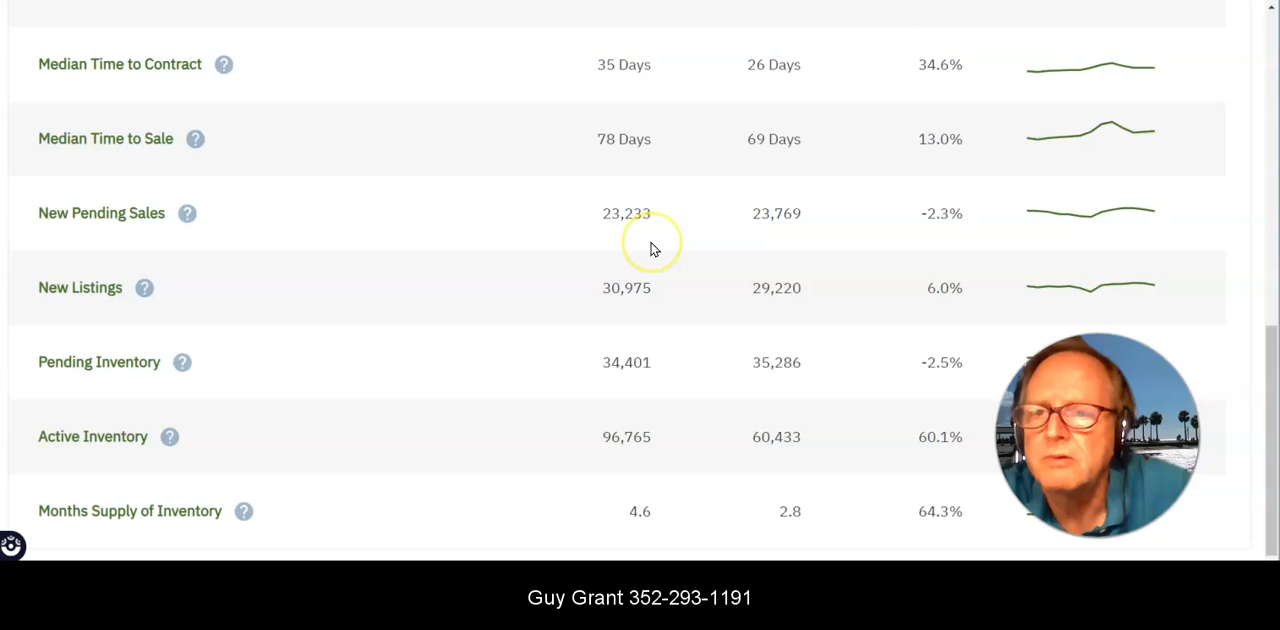 Median Time to Contract ? 35 Days 26 Days 34.6%
Median Time to Sale ? 78 Days 69 Days 13.0%
New Pending Sales ? 23,233 23,769 -2.3%
New Listings ? 30,975 29,220 6.0%
Pending Inventory ? 34,401 35,286 -2.5%
Active Inventory ? 96,765 60,433 60.1%
Months Supply of Inventory ? 4.6 2.8 64.3%
Guy Grant 352-293-1191